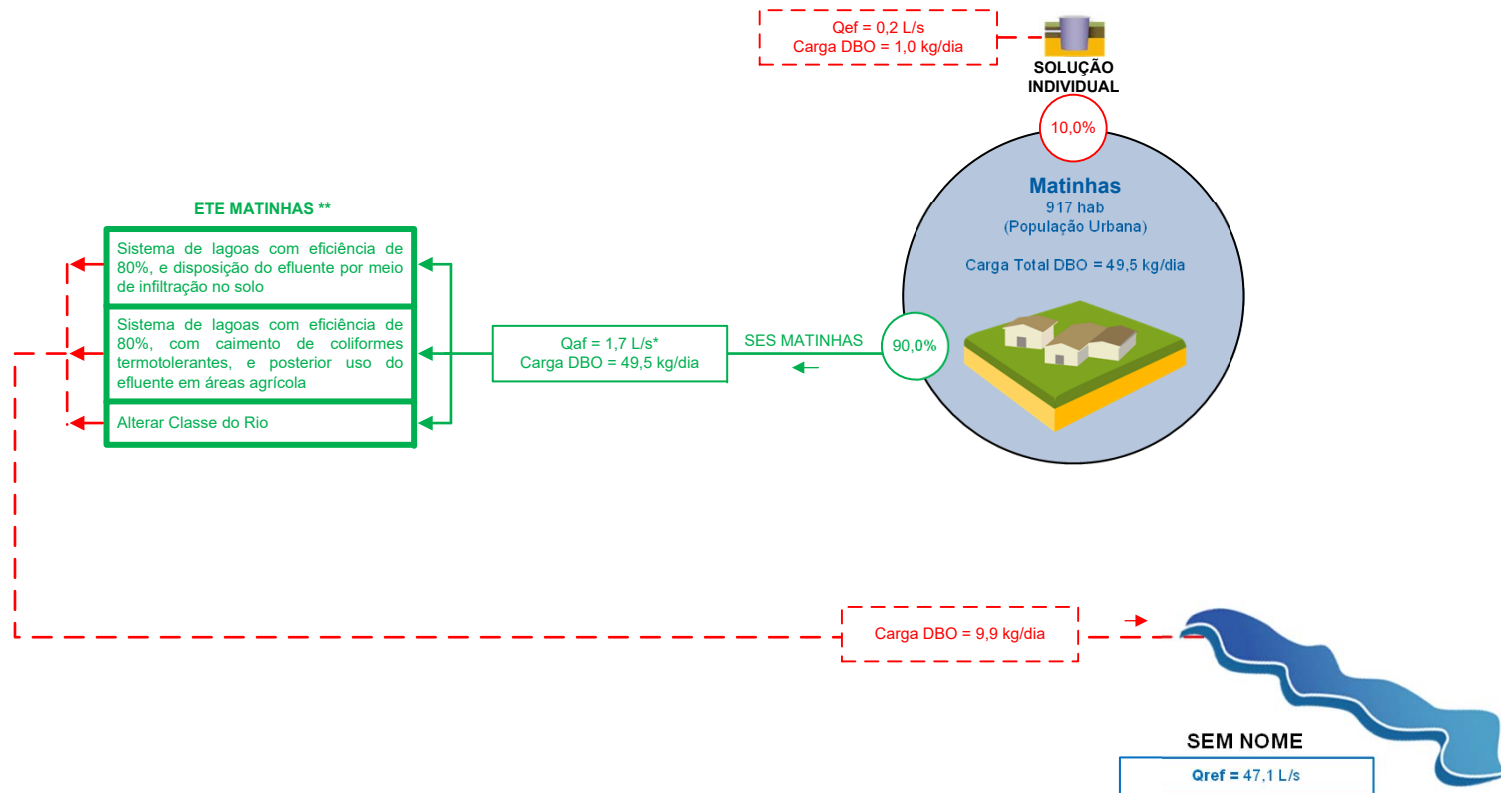 Qef = 0,2 L/s
Carga DBO = 1,0 kg/dia
SOLUÇÃO
INDIVIDUAL
10,0%
Matinhas
917 hab
(População Urbana)
Carga Total DBO = 49,5 kg/dia
ETE MATINHAS **
Sistema de lagoas com eficiência de
80%, e disposição do efluente por meio
de infiltração no solo
Sistema de lagoas com eficiência de
80%, com caimento de coliformes
termotolerantes, e posterior uso do
efluente em áreas agrícola
Alterar Classe do Rio
Qaf = 1,7 L/s*
Carga DBO = 49,5 kg/dia
SES MATINHAS
90,0%
Carga DBO = 9,9 kg/dia
SEM NOME
Qref = 47,1 L/s